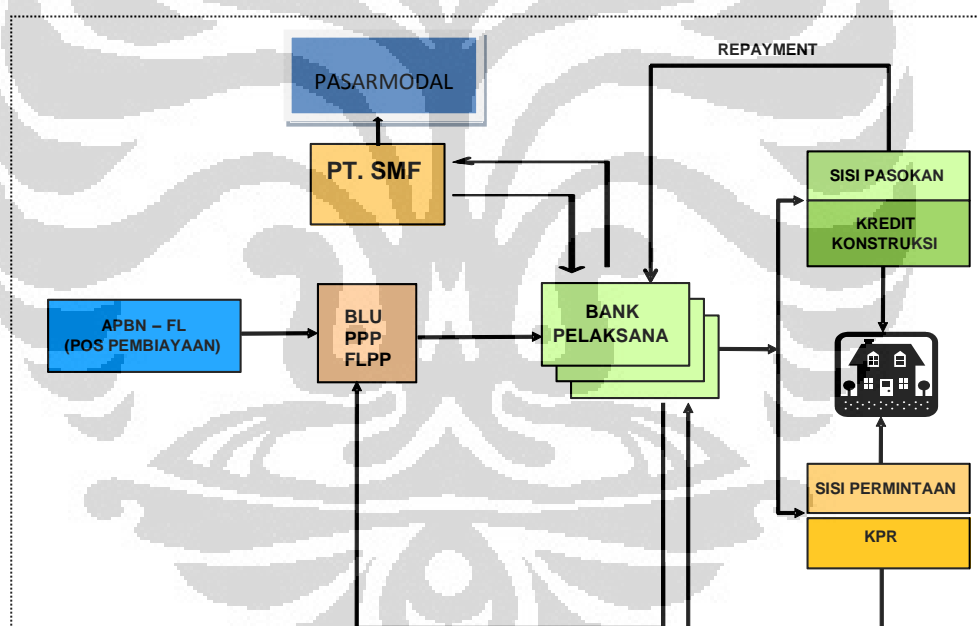 REPAYMENT
PASARMODAL
PT. SMF
SISI PASOKAN
KREDIT
KONSTRUKSI
APBN – FL
(POS PEMBIAYAAN)
BLU
PPP
FLPP
BANK
PELAKSANA
SISI PERMINTAAN
KPR